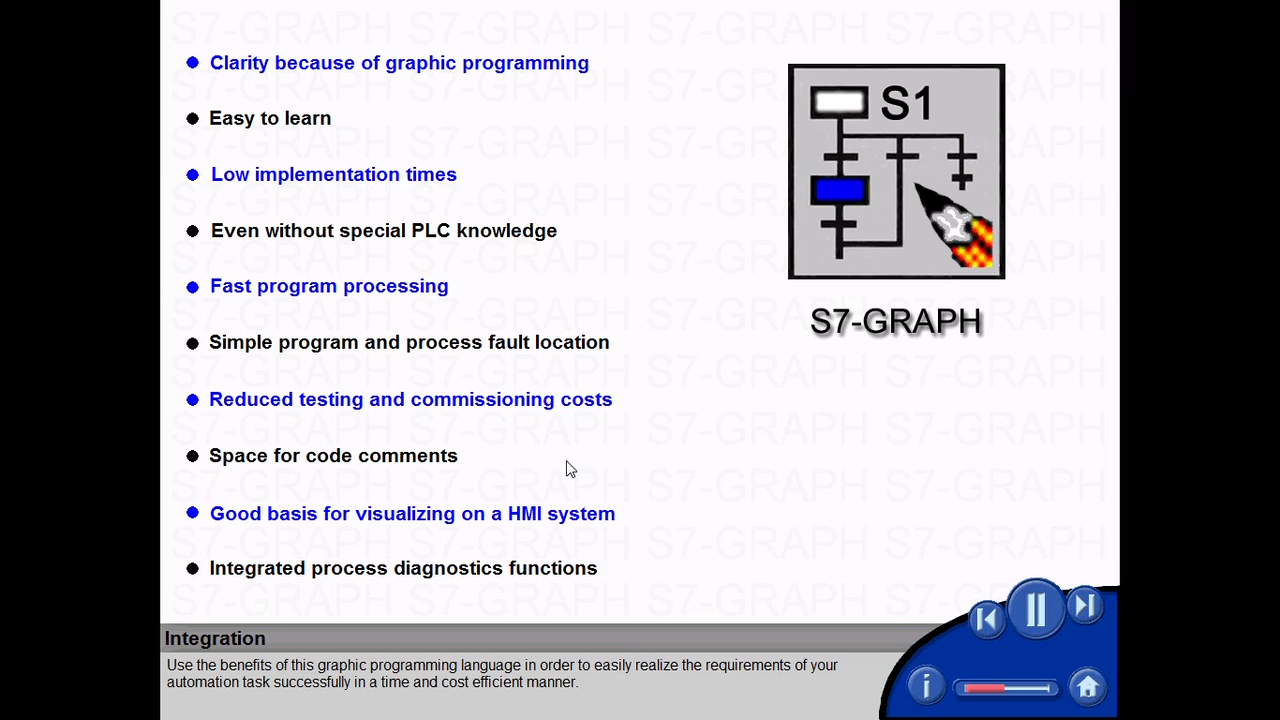 Clarity because of graphic programming
Easy to learn
Low implementation times
Even without special PLC knowledge
Fast program processing
Simple program and process fault location
Reduced testing and commissioning costs
Space for code comments
Good basis for visualizing on a HMI system
Integrated process diagnostics functions
S1
S7-GRAPH
Integration
Use the benefits of this graphic programming language in order to easily realize the requirements of your
automation task successfully in a time and cost efficient manner.
i